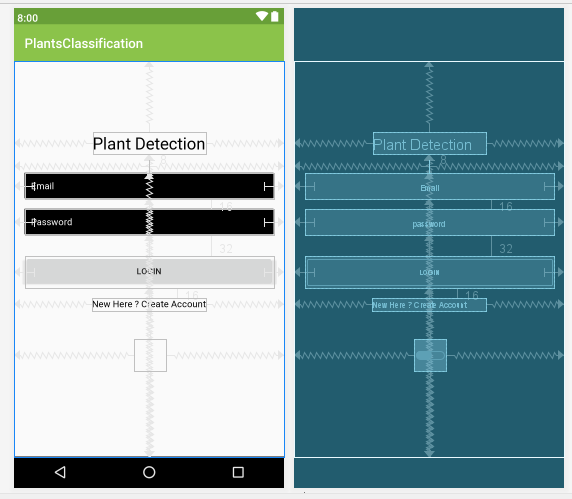 8:00
PlantsClassification
Plant Detection
8
Email
16
Password
32
LOGIN
16
New Here ? Create Account
Plant Detection
8
Email
16
password
32
LOGIN
16
New Here ? Create Account